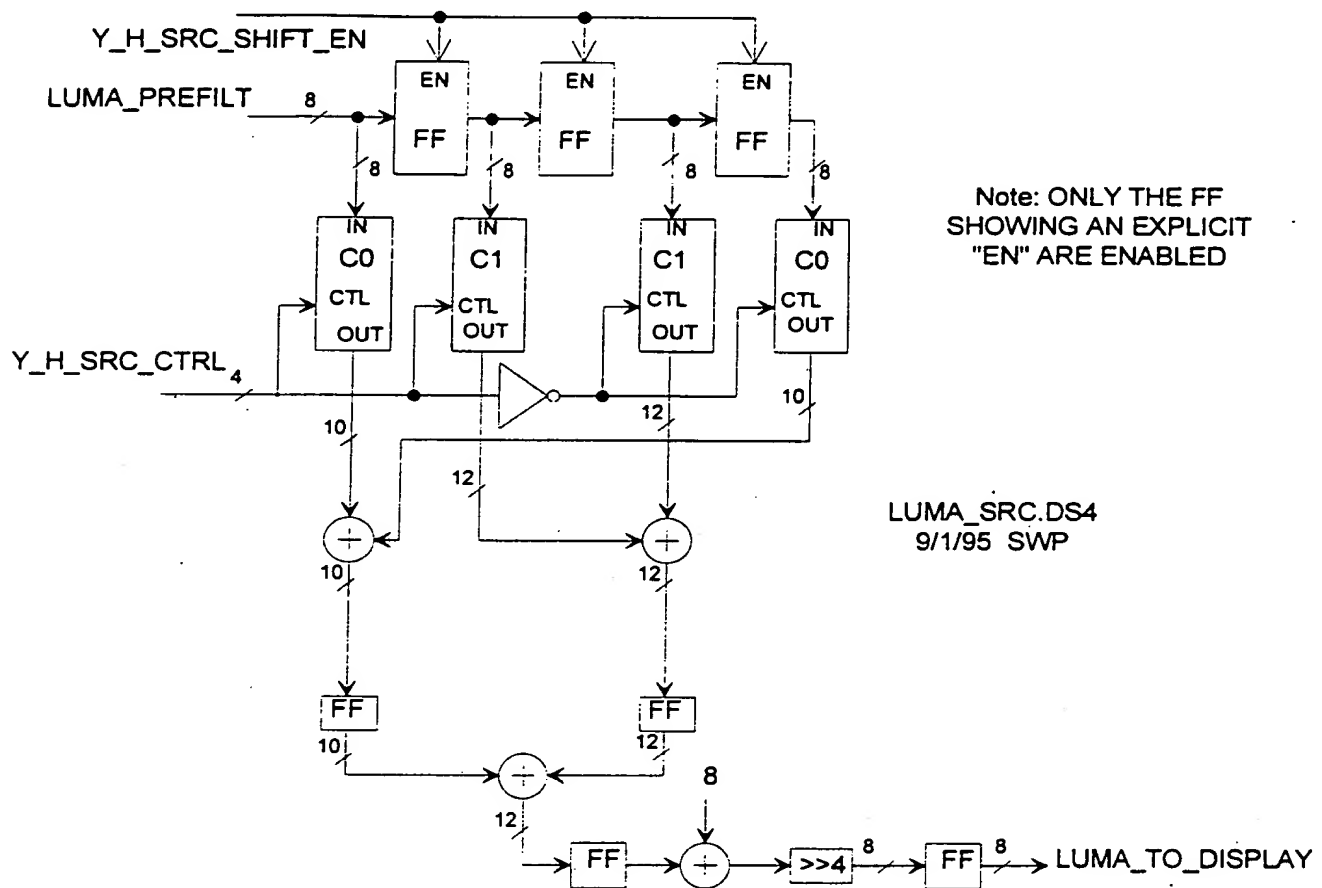 Y_H_SRC_SHIFT_EN
EN EN EN
LUMA_PREFILT 8
FF FF FF
8 8 8 8
Note: ONLY THE FF
SHOWING AN EXPLICIT
"EN" ARE ENABLED
IN IN IN IN
C0 C1 C1 C0
CTL CTL CTL CTL
OUT OUT OUT OUT
Y_H_SRC_CTRL 4
10 12 10
12
LUMA_SRC.DS4
9/1/95 SWP
10 12
FF FF
10 12
8
12
FF >>4 8 FF 8 LUMA_TO_DISPLAY